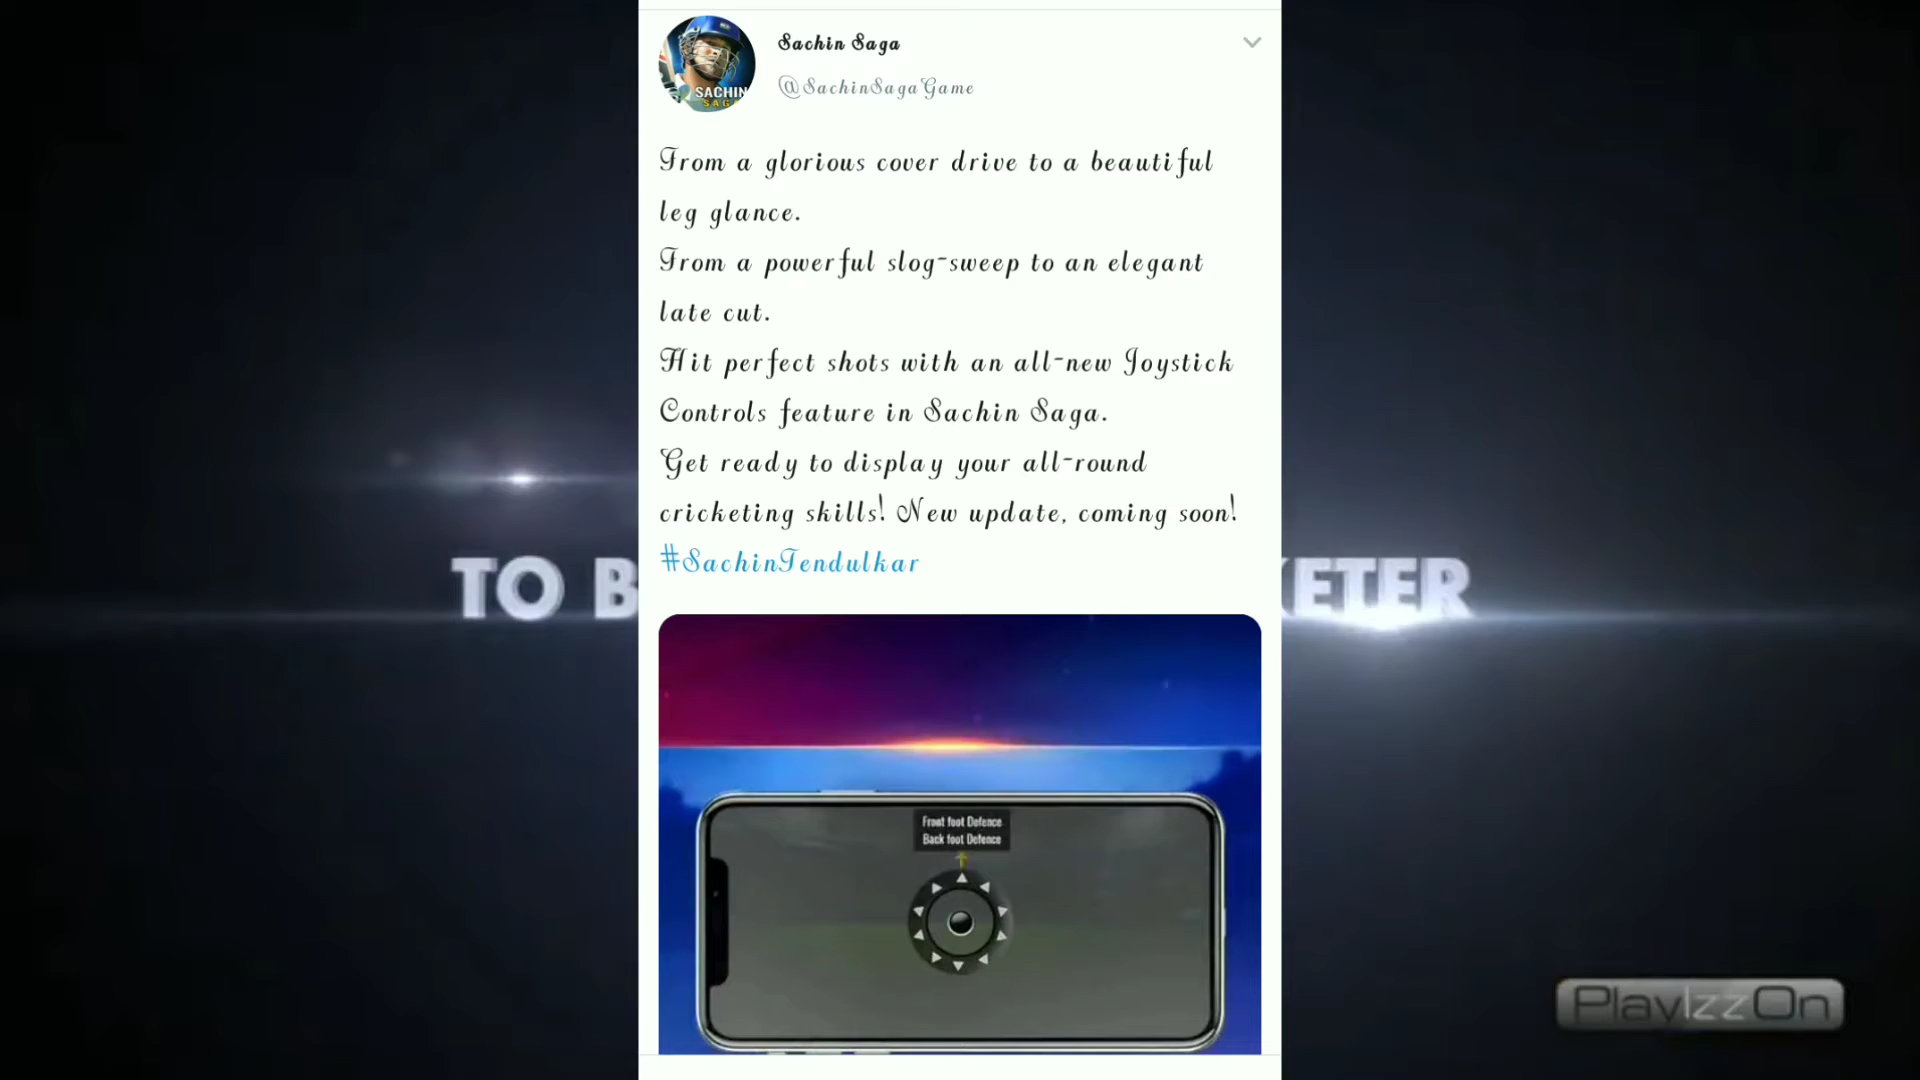 Sachin Saga
@SachinSagaGame
SACHIN
SAGA
From a glorious cover drive to a beautiful
leg glance.
From a powerful slog-sweep to an elegant
late cut.
Hit perfect shots with an all-new Joystick
Controls feature in Sachin Saga.
Get ready to display your all-round
cricketing skills! New update, coming soon!
#SachinTendulkar
TO B
KETER
Front foot Defence
Back foot Defence
PlayIzzOn